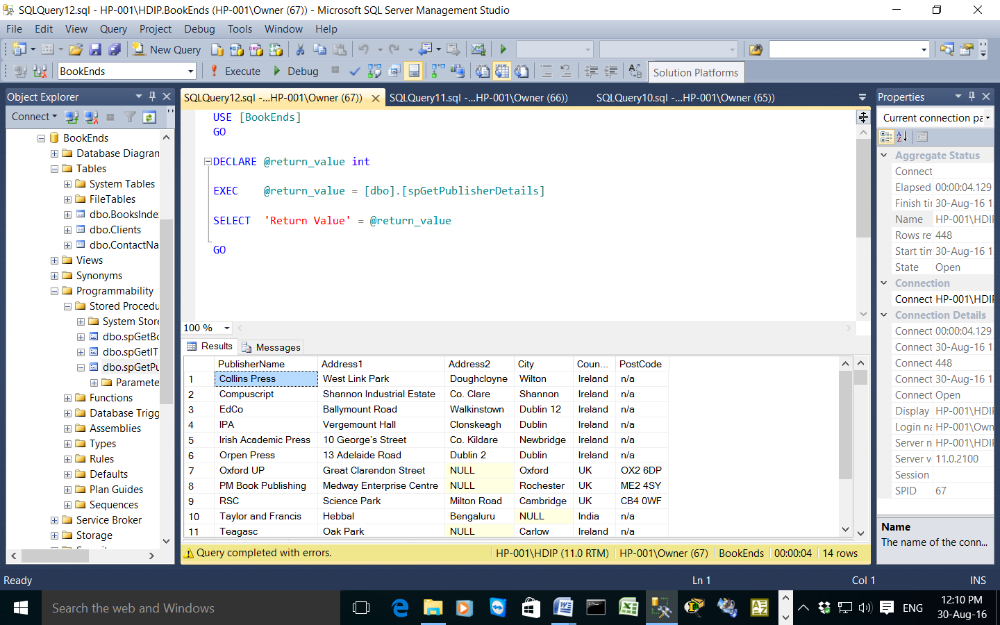 SQLQuery12.sql - HP-001\HDIP.BookEnds (HP-001\Owner (67)) - Microsoft SQL Server Management Studio
File Edit View Query Project Debug Tools Window Help
New Query
BookEnds Execute Debug Solution Platforms
Object Explorer
Connect
BookEnds
Database Diagran
Tables
System Tables
FileTables
dbo.BooksInde
dbo.Clients
dbo.ContactNa
Views
Synonyms
Programmability
Stored Procedu
System Store
dbo.spGetBo
dbo.spGetIT
dbo.spGetPu
Paramete
Functions
Database Trigg
Assemblies
Types
Rules
Defaults
Plan Guides
Sequences
Service Broker
Storage
SQLQuery12.sql -...HP-001\Owner (67)) SQLQuery11.sql -...HP-001\Owner (66)) SQLQuery10.sql -...HP-001\Owner (65))
USE [BookEnds]
GO
DECLARE @return_value int
EXEC @return_value = [dbo].[spGetPublisherDetails]
SELECT 'Return Value' = @return_value
GO
100 %
Results Messages
PublisherName Address1 Address2 City Coun... PostCode
1 Collins Press West Link Park Doughcloyne Wilton Ireland n/a
2 Compuscript Shannon Industrial Estate Co. Clare Shannon Ireland n/a
3 EdCo Ballymount Road Walkinstown Dublin 12 Ireland n/a
4 IPA Vergemount Hall Clonskeagh Dublin Ireland n/a
5 Irish Academic Press 10 George's Street Co. Kildare Newbridge Ireland n/a
6 Orpen Press 13 Adelaide Road Dublin 2 Dublin Ireland n/a
7 Oxford UP Great Clarendon Street NULL Oxford UK OX2 6DP
8 PM Book Publishing Medway Enterprise Centre NULL Rochester UK ME2 4SY
9 RSC Science Park Milton Road Cambridge UK CB4 0WF
10 Taylor and Francis Hebbal Bengaluru NULL India n/a
11 Teagasc Oak Park NULL Carlow Ireland n/a
Query completed with errors. HP-001\HDIP (11.0 RTM) HP-001\Owner (67) BookEnds 00:00:04 14 rows
Properties
Current connection pa
Aggregate Status
Connect
Elapsed 00:00:04.129
Finish tir 30-Aug-16 1
Name HP-001\HDI
Rows re 448
Start tim 30-Aug-16 1
State Open
Connection
Connect HP-001\HDI
Connection Details
Connect 00:00:04.129
Connect 30-Aug-16 1
Connect 448
Connect 30-Aug-16 1
Connect Open
Display HP-001\HDI
Login na HP-001\Own
Server n HP-001\HDI
Server v 11.0.2100
Session
SPID 67
Name
The name of the conn...
Ready Ln 1 Col 1 INS
Search the web and Windows
ENG
12:10 PM
30-Aug-16